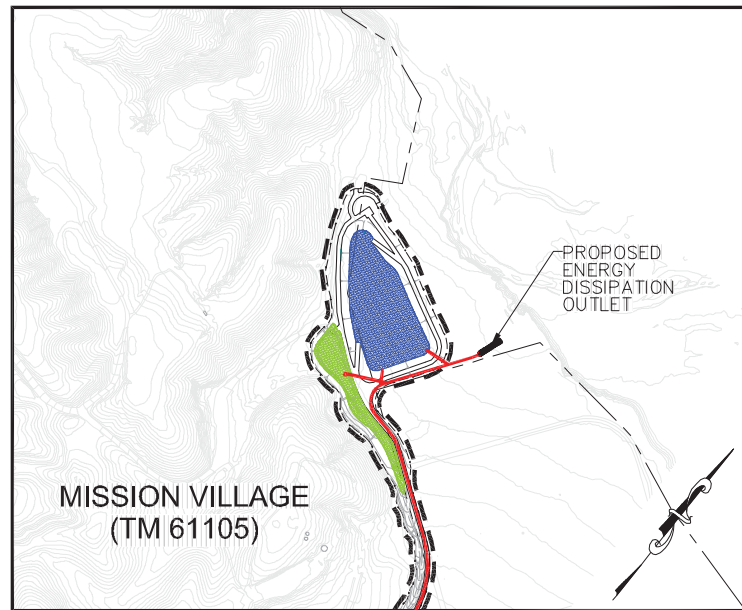 PROPOSED
ENERGY
DISSIPATION
OUTLET
MISSION VILLAGE
(TM 61105)